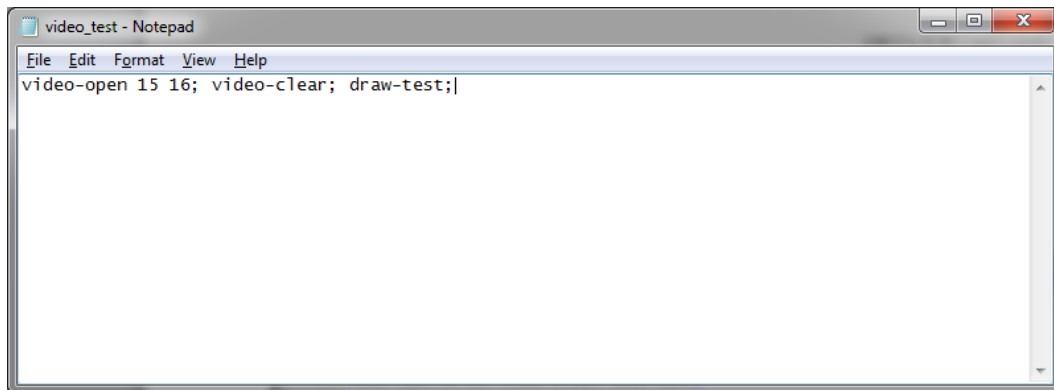 video_test - Notepad
File Edit Format View Help
video-open 15 16; video-clear; draw-test;